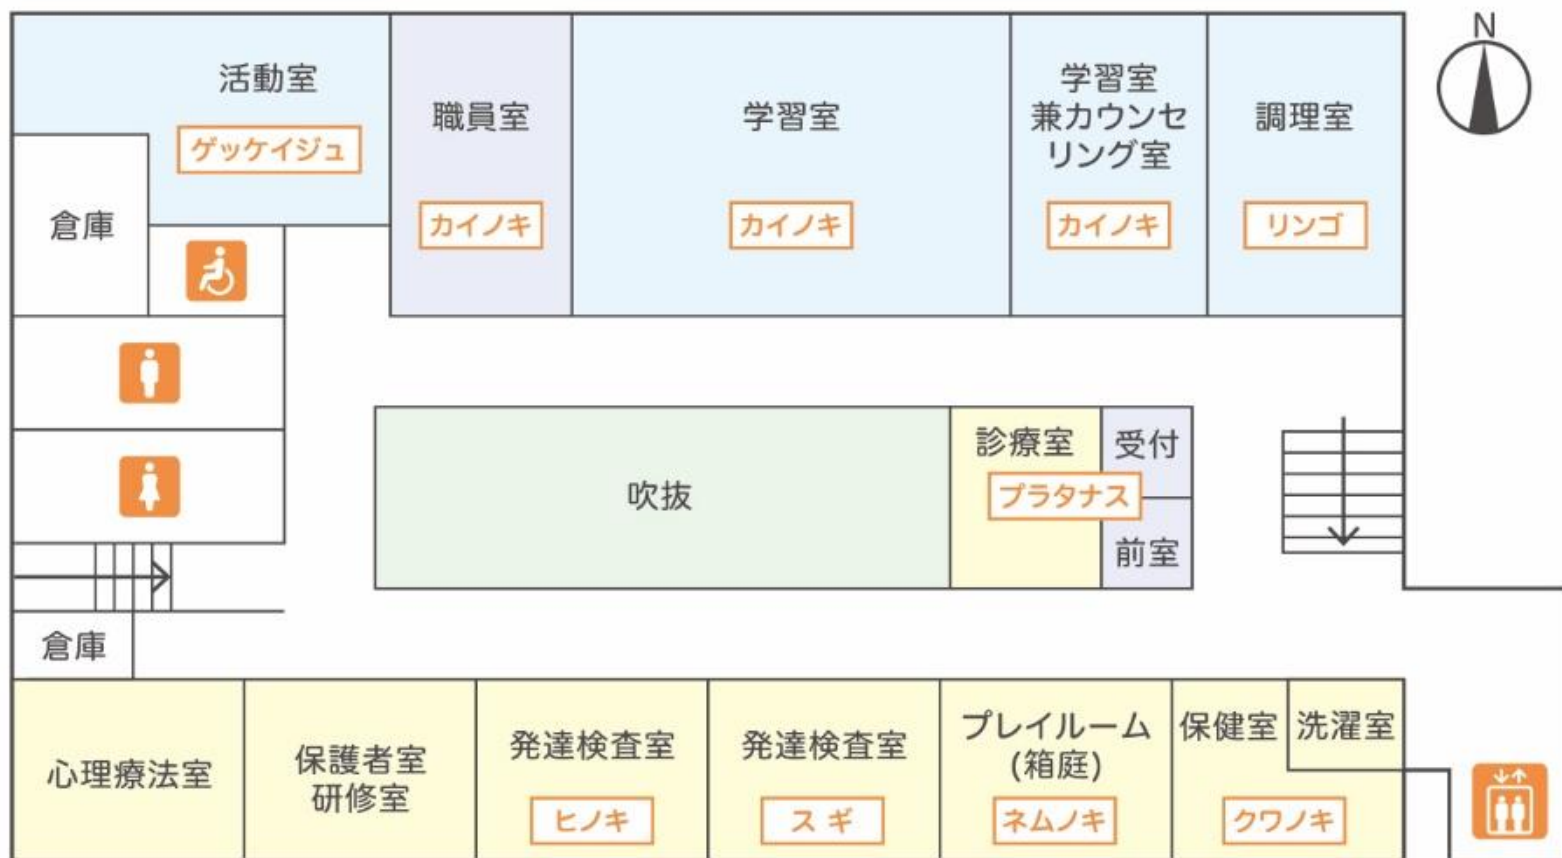 N
活動室
ゲッケイジュ
倉庫
職員室
カイノキ
学習室
カイノキ
学習室
兼カウンセ
リング室
カイノキ
調理室
リンゴ
吹抜
診療室
プラタナス
受付
前室
倉庫
心理療法室
保護者室
研修室
発達検査室
ヒノキ
発達検査室
スギ
プレイルーム
(箱庭)
ネムノキ
保健室
洗濯室
クワノキ